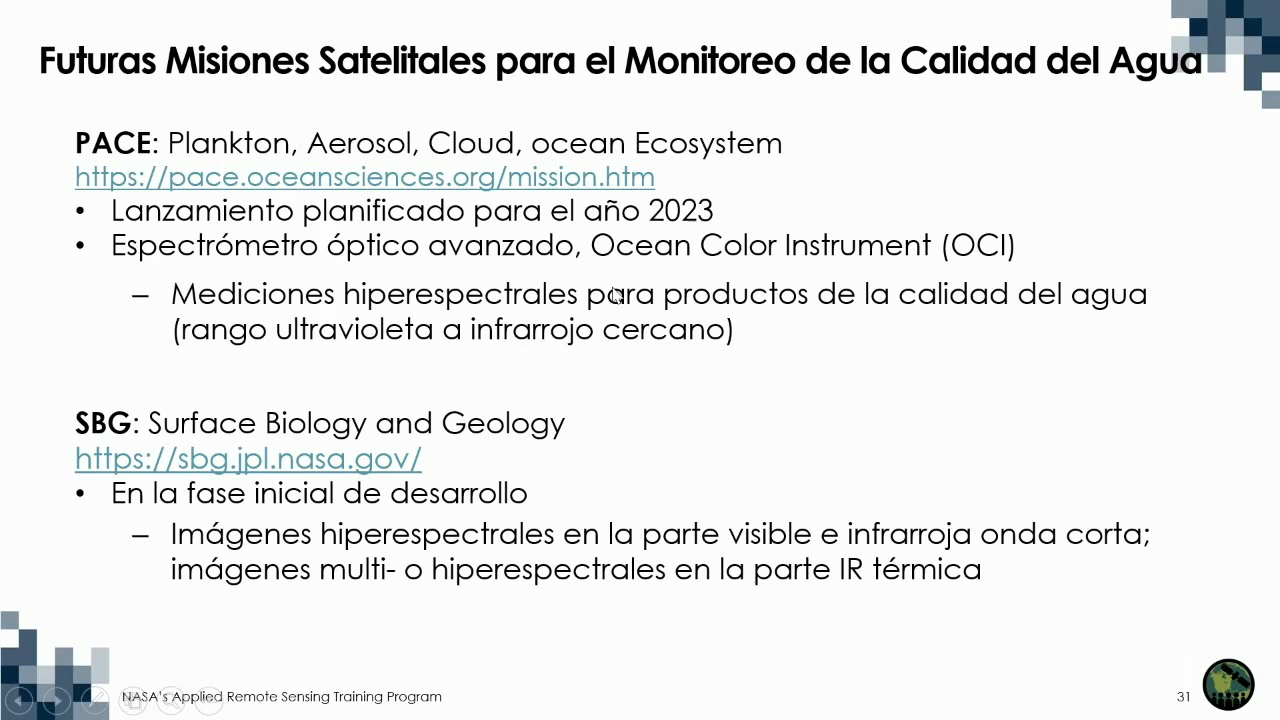 Futuras Misiones Satelitales para el Monitoreo de la Calidad del Agua
PACE: Plankton, Aerosol, Cloud, ocean Ecosystem
https://pace.oceansciences.org/mission.htm
• Lanzamiento planificado para el año 2023
• Espectrómetro óptico avanzado, Ocean Color Instrument (OCI)
– Mediciones hiperespectrales para productos de la calidad del agua
(rango ultravioleta a infrarrojo cercano)
SBG: Surface Biology and Geology
https://sbg.jpl.nasa.gov/
• En la fase inicial de desarrollo
– Imágenes hiperespectrales en la parte visible e infrarroja onda corta;
imágenes multi- o hiperespectrales en la parte IR térmica
NASA's Applied Remote Sensing Training Program
31